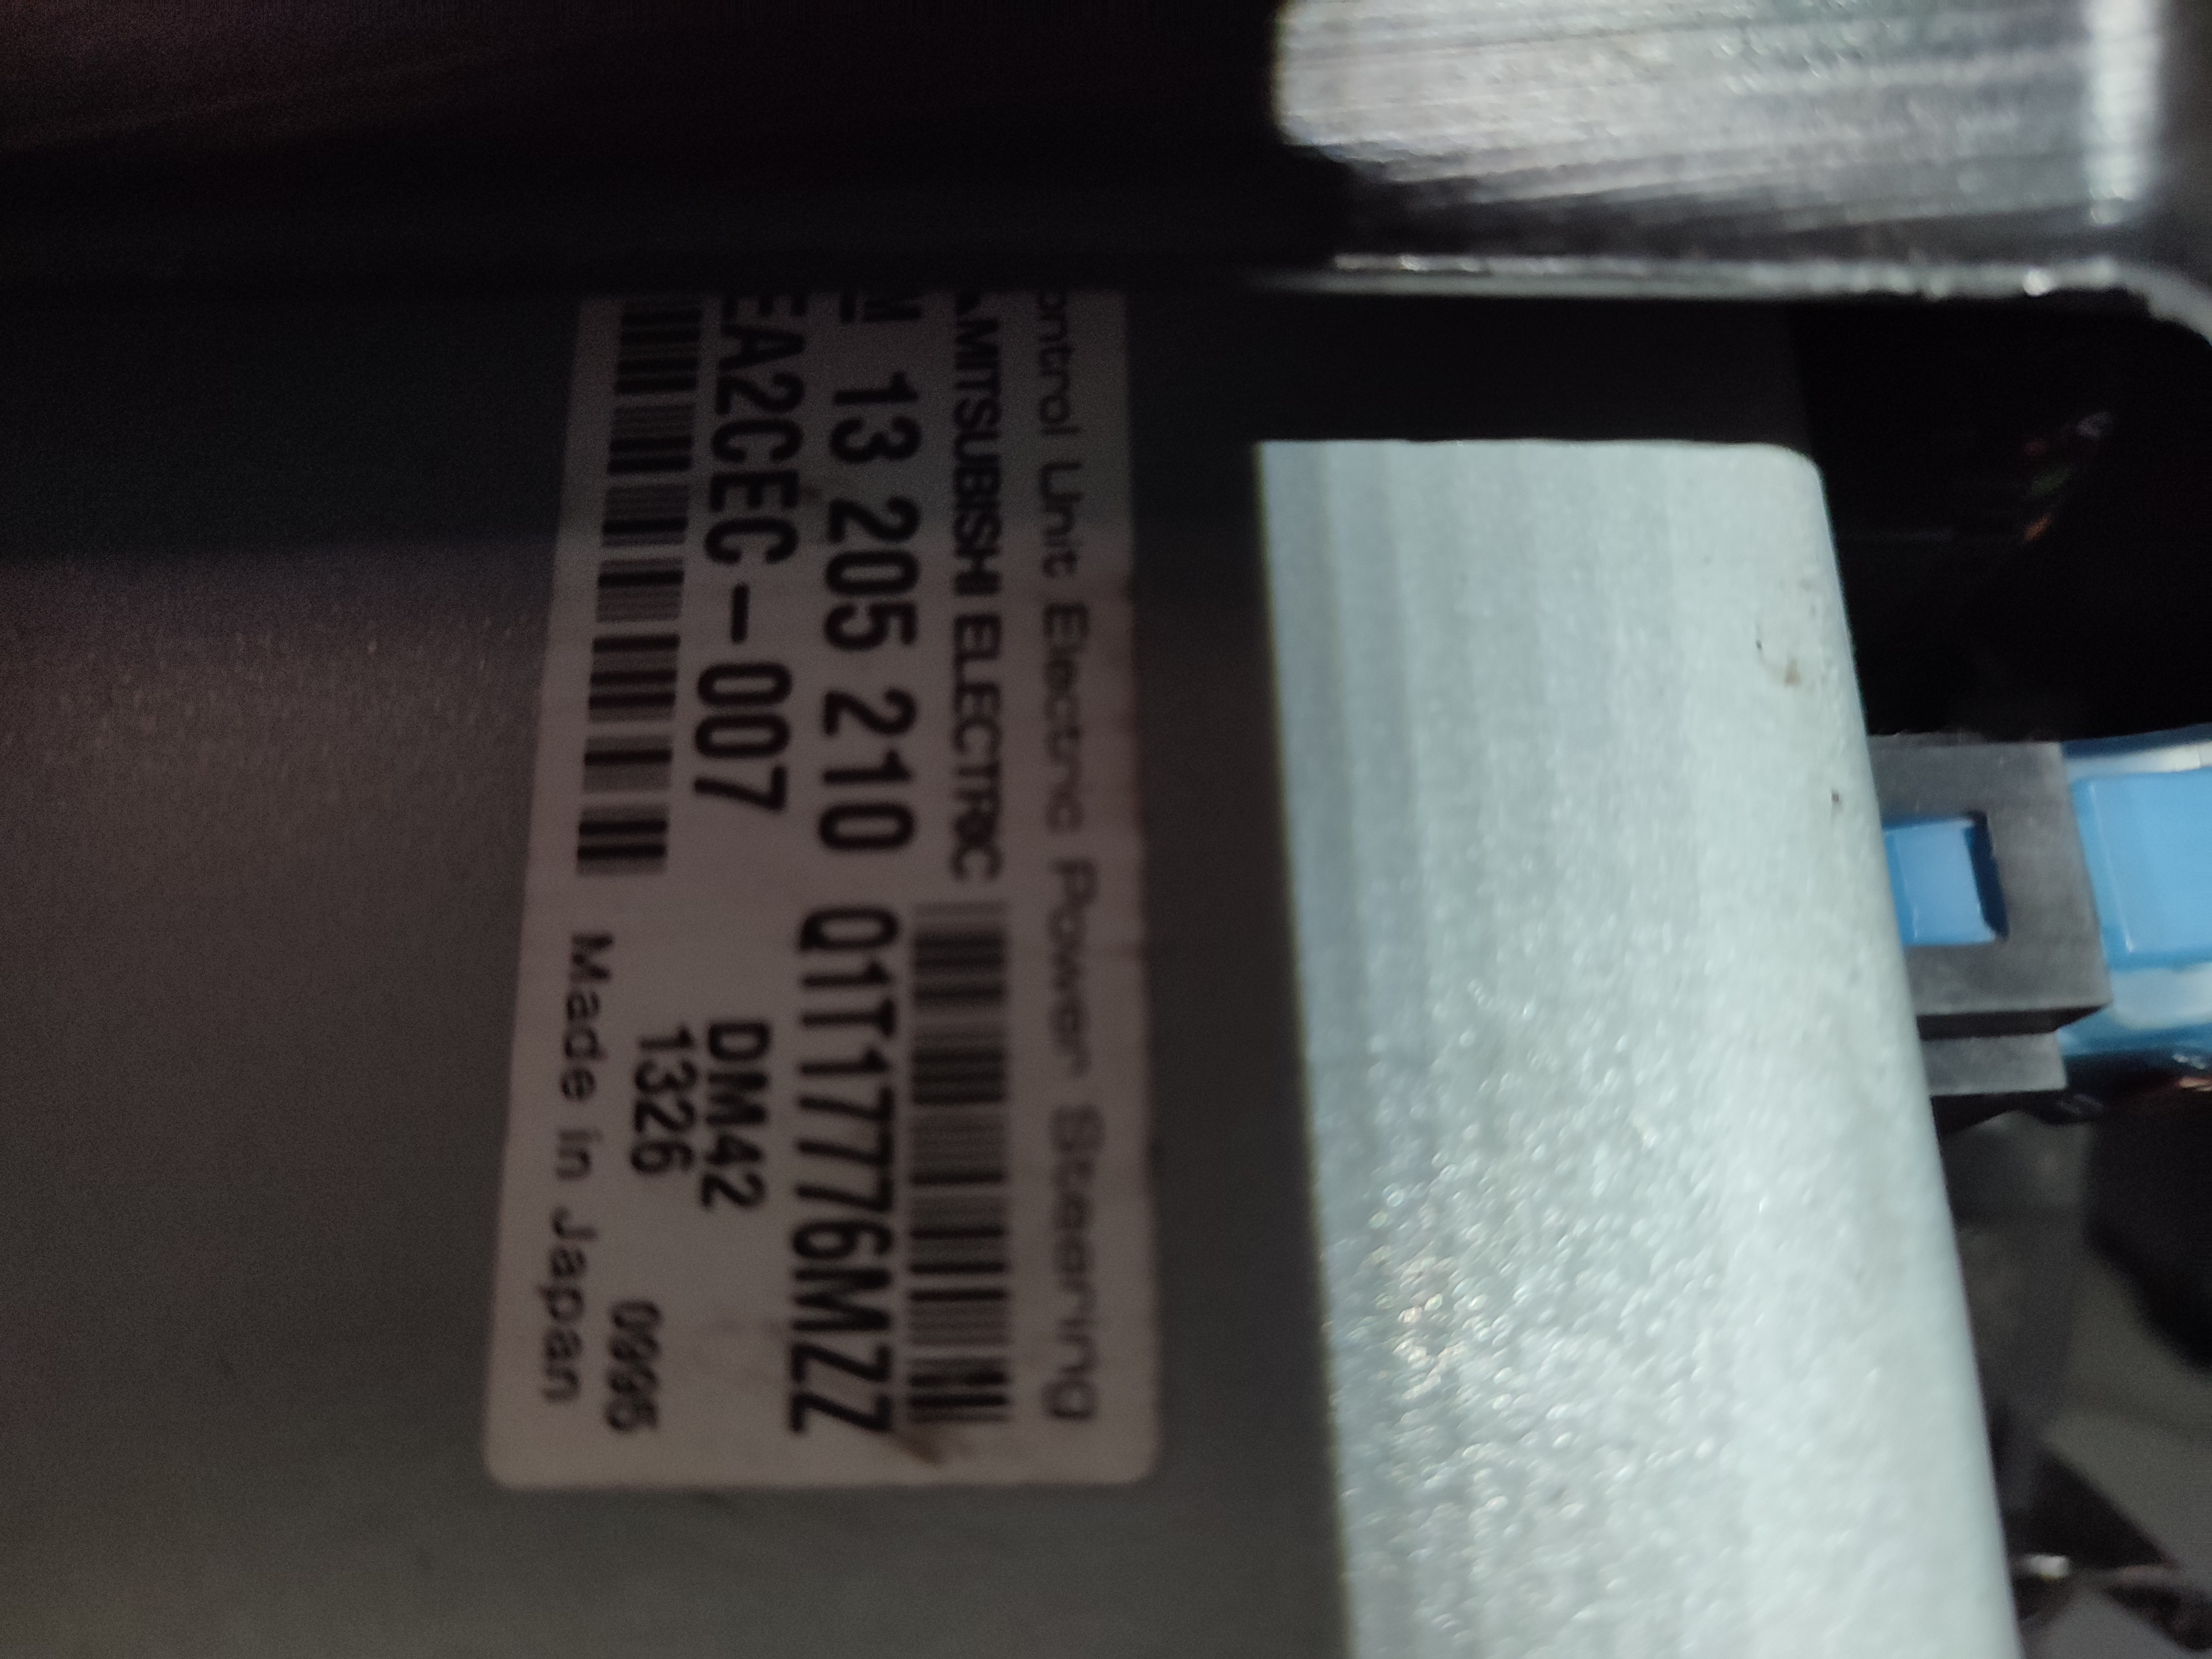 ontrol Unit Electric Power Steering
MITSUBISHI ELECTRIC
M 13 205 210 Q1T17776MZZ
EA2CEC-007 DM42
1326
Made in Japan